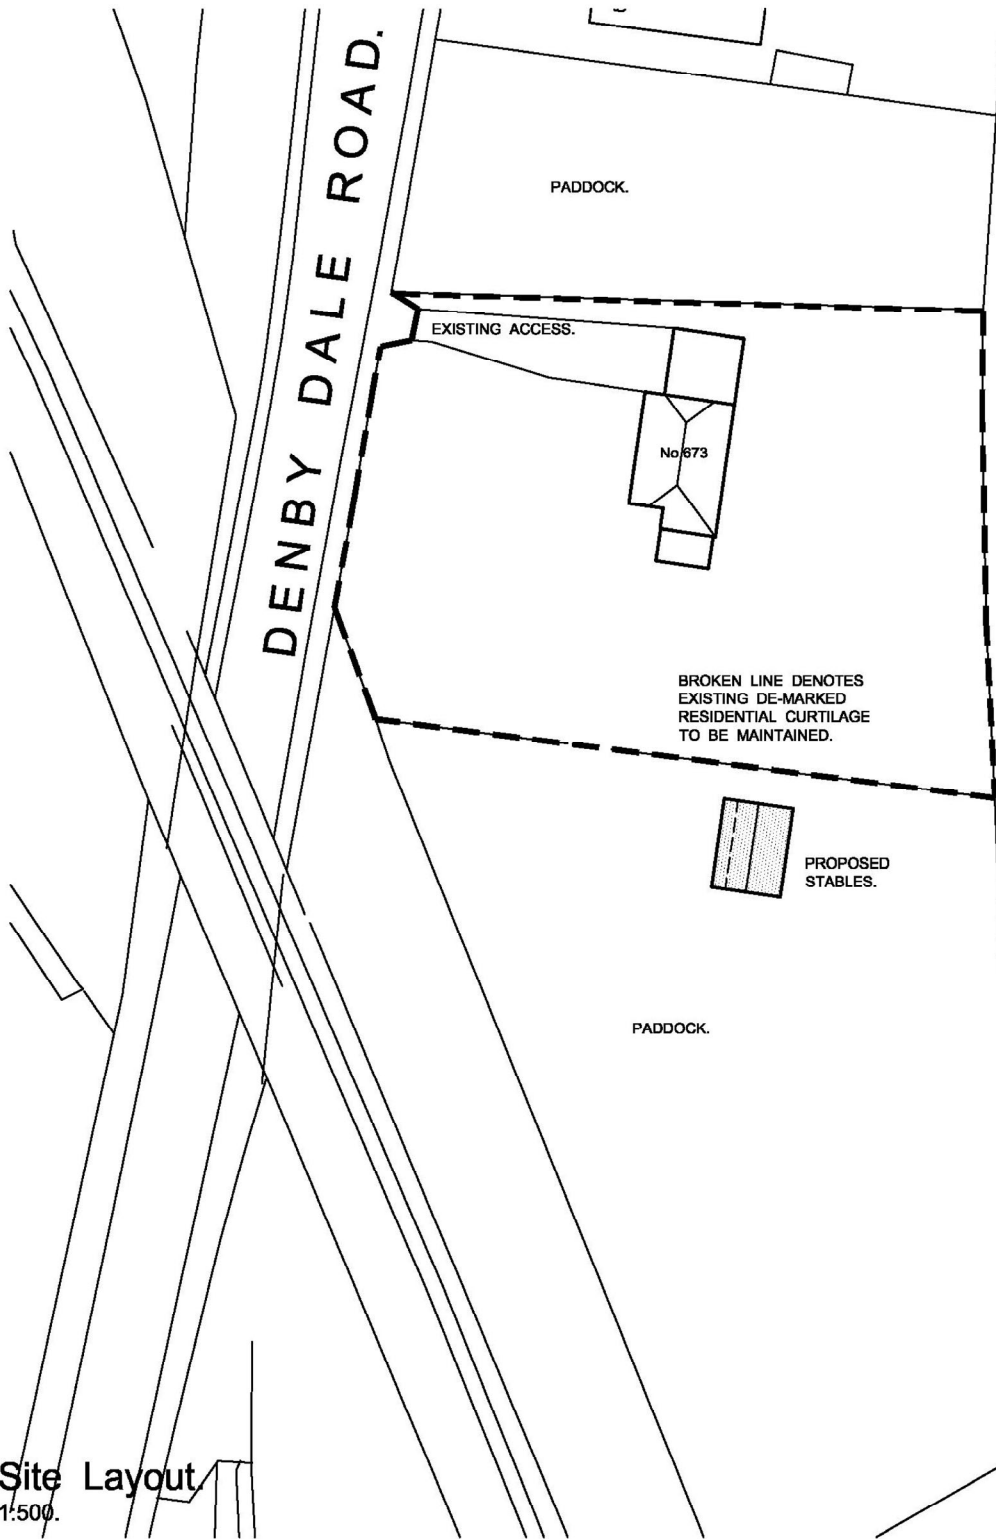 DENBY DALE ROAD.
PADDOCK.
EXISTING ACCESS.
No 673
BROKEN LINE DENOTES
EXISTING DE-MARKED
RESIDENTIAL CURTILAGE
TO BE MAINTAINED.
PROPOSED
STABLES.
PADDOCK.
Site Layout.
1:500.